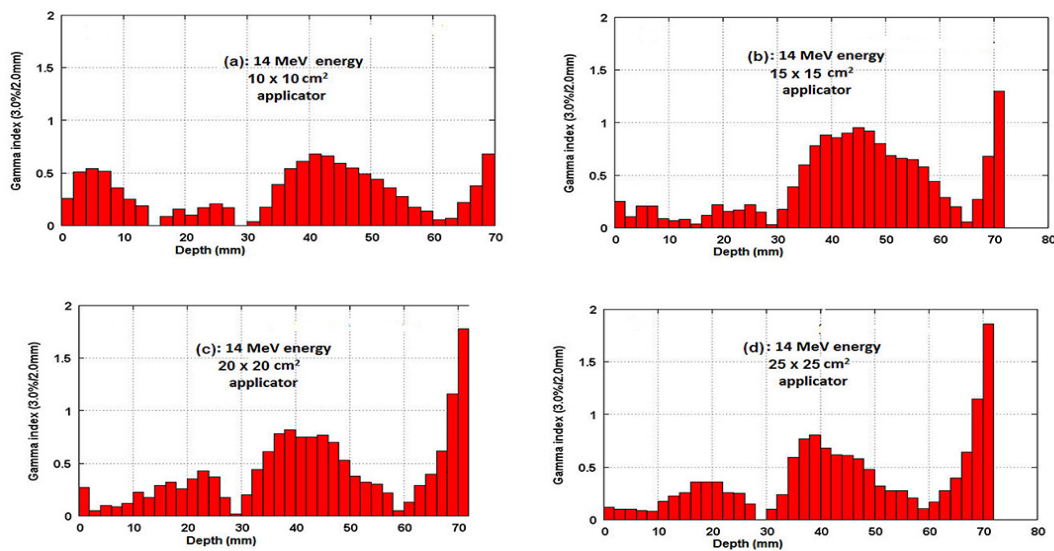 2
1.5
1
0.5
0
Gamma index (3.0%/2.0mm)
(a): 14 MeV energy
10 x 10 cm²
applicator
0 10 20 30 40 50 60 70
Depth (mm)
2
1.5
1
0.5
0
Gamma index (3.0%/2.0mm)
(b): 14 MeV energy
15 x 15 cm²
applicator
0 10 20 30 40 50 60 70 80
Depth (mm)
2
1.5
1
0.5
0
Gamma index (3.0%/2.0mm)
(c): 14 MeV energy
20 x 20 cm²
applicator
0 10 20 30 40 50 60 70
Depth (mm)
2
1.5
1
0.5
0
Gamma index (3.0%/2.0mm)
(d): 14 MeV energy
25 x 25 cm²
applicator
0 10 20 30 40 50 60 70 80
Depth (mm)